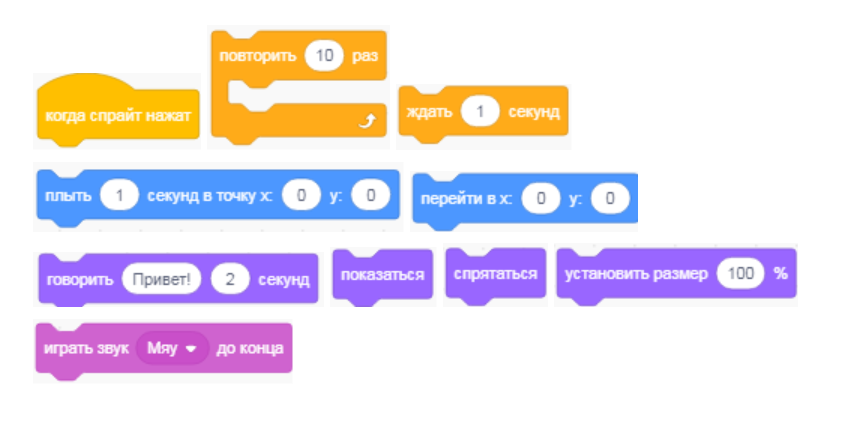 повторить 10 раз
когда спрайт нажат
ждать 1 секунд
плыть 1 секунд в точку x: 0 y: 0
перейти в x: 0 y: 0
говорить Привет! 2 секунд
показаться
спрятаться
установить размер 100 %
играть звук Мяу до конца